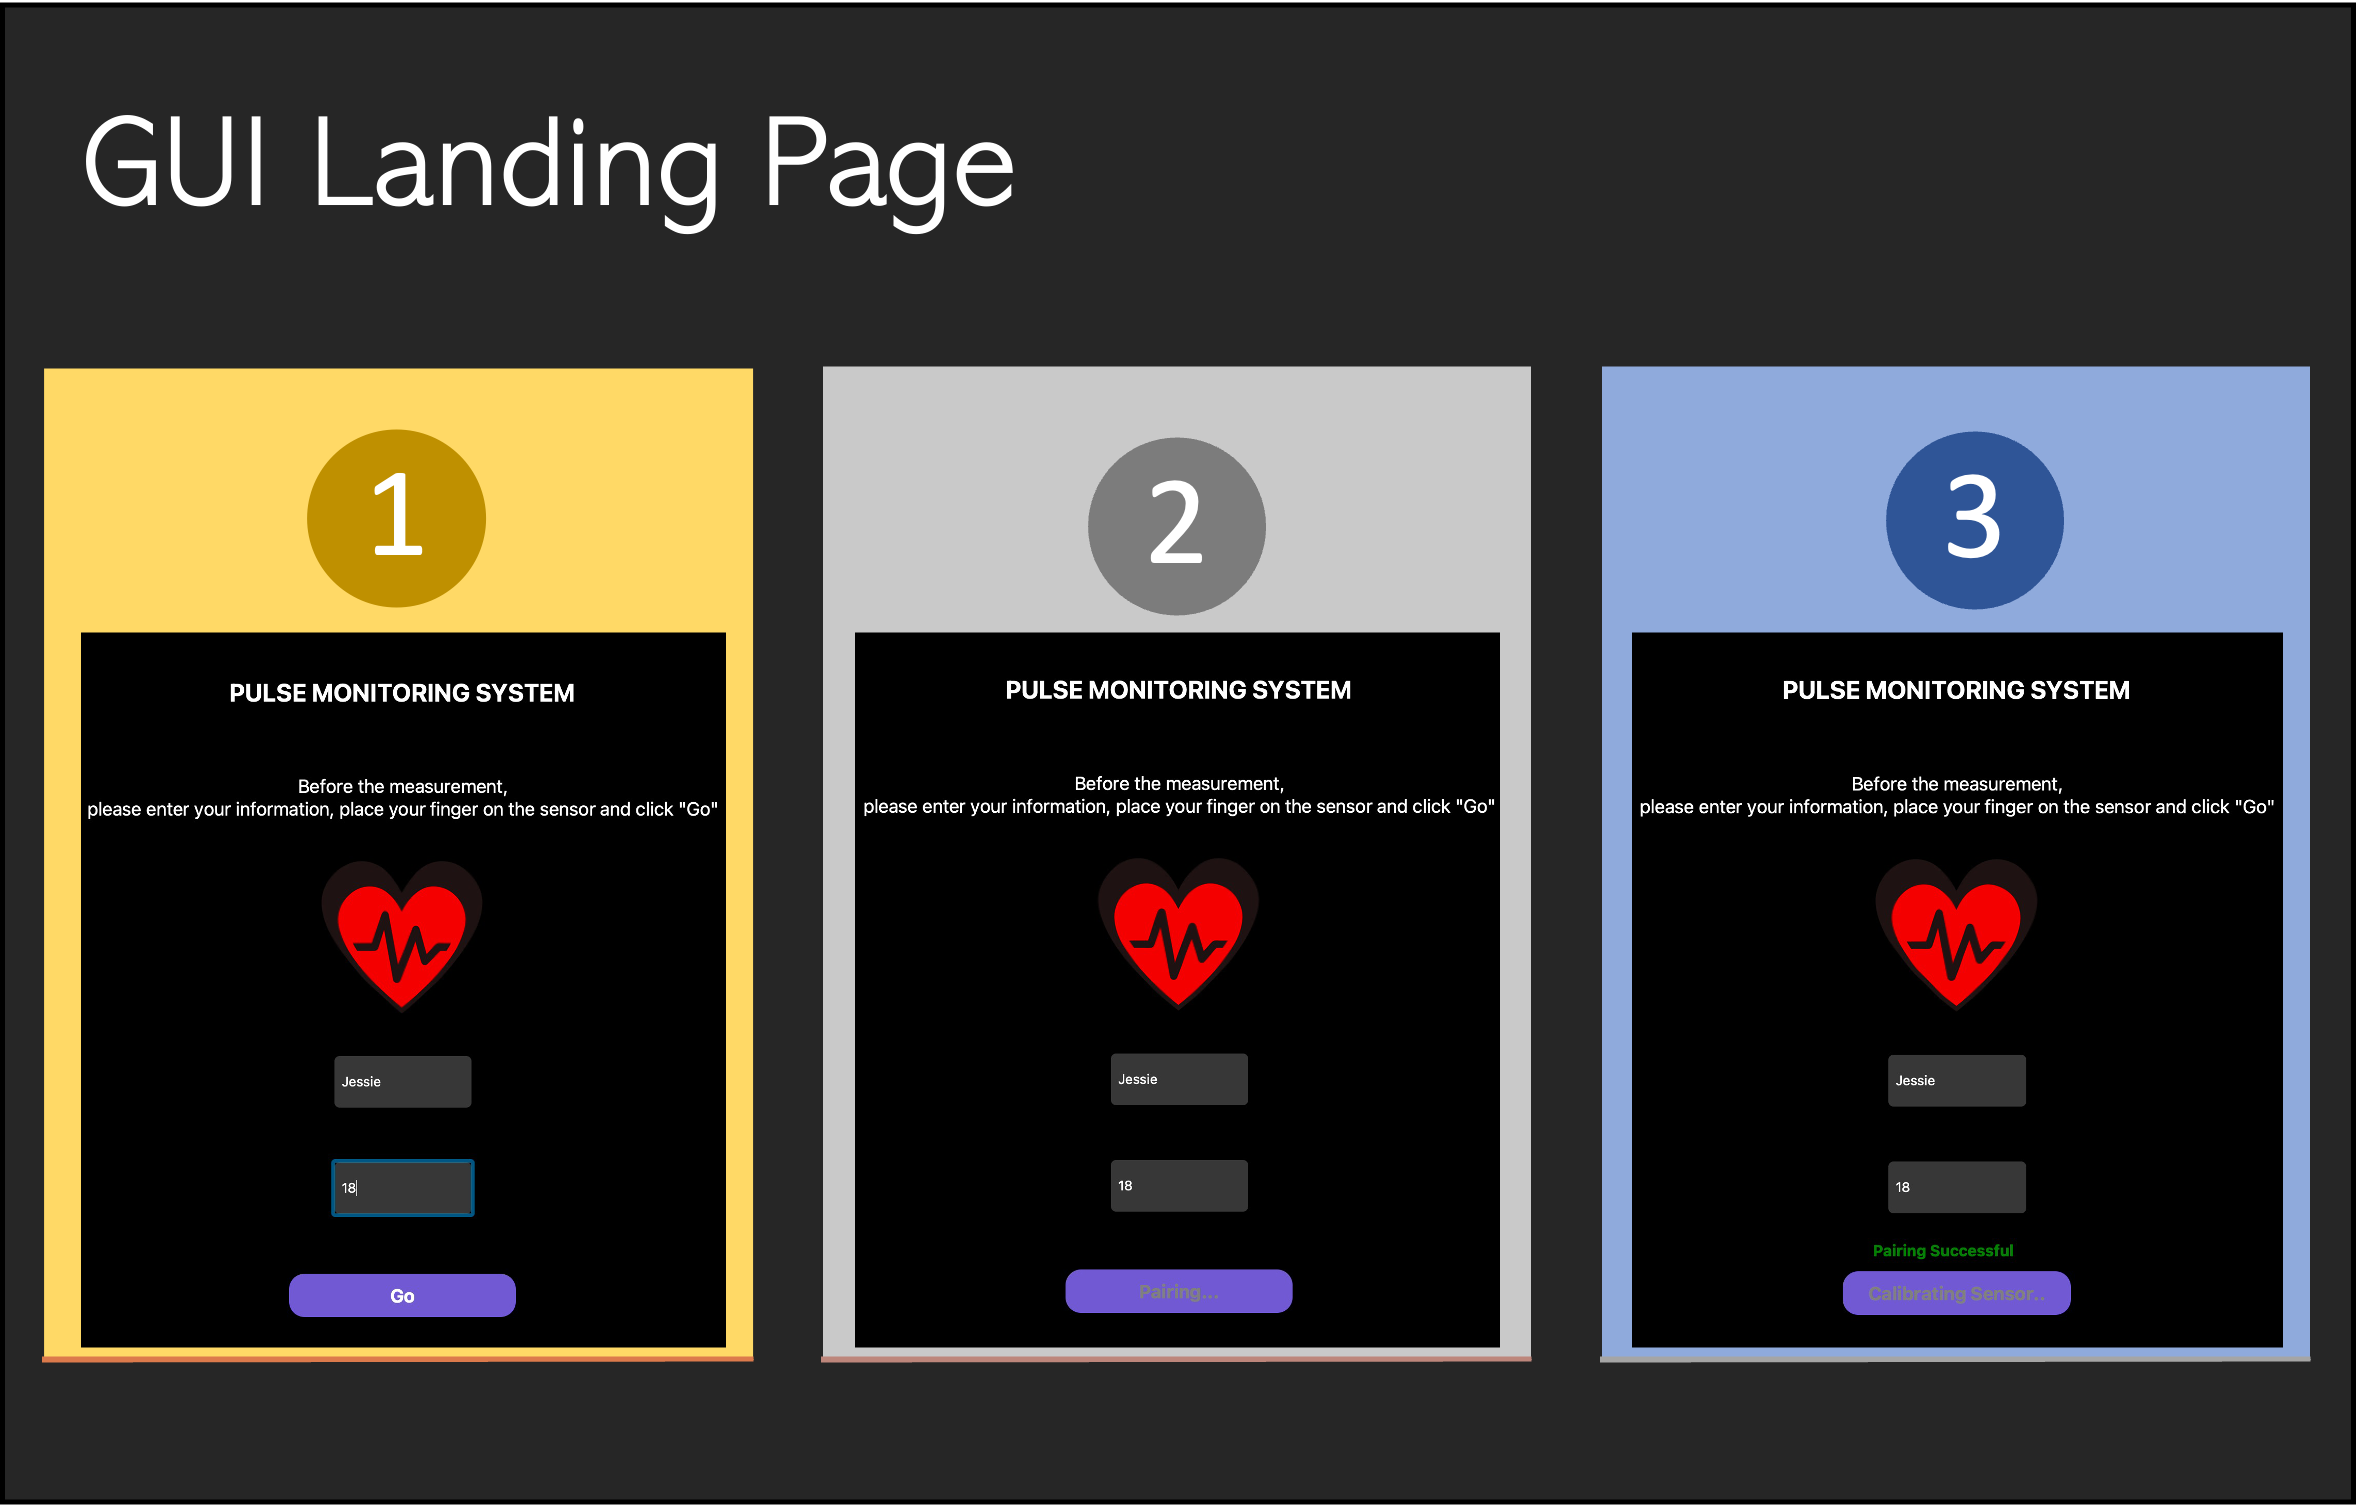 GUI Landing Page
1
PULSE MONITORING SYSTEM
Before the measurement,
please enter your information, place your finger on the sensor and click "Go"
Jessie
18
Go
2
PULSE MONITORING SYSTEM
Before the measurement,
please enter your information, place your finger on the sensor and click "Go"
Jessie
18
Pairing...
3
PULSE MONITORING SYSTEM
Before the measurement,
please enter your information, place your finger on the sensor and click "Go"
Jessie
18
Pairing Successful
Calibrating Sensor..